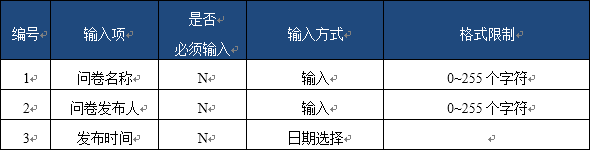 编号 输入项 是否必须输入 输入方式 格式限制
1 问卷名称 N 输入 0~255 个字符
2 问卷发布人 N 输入 0~255 个字符
3 发布时间 N 日期选择